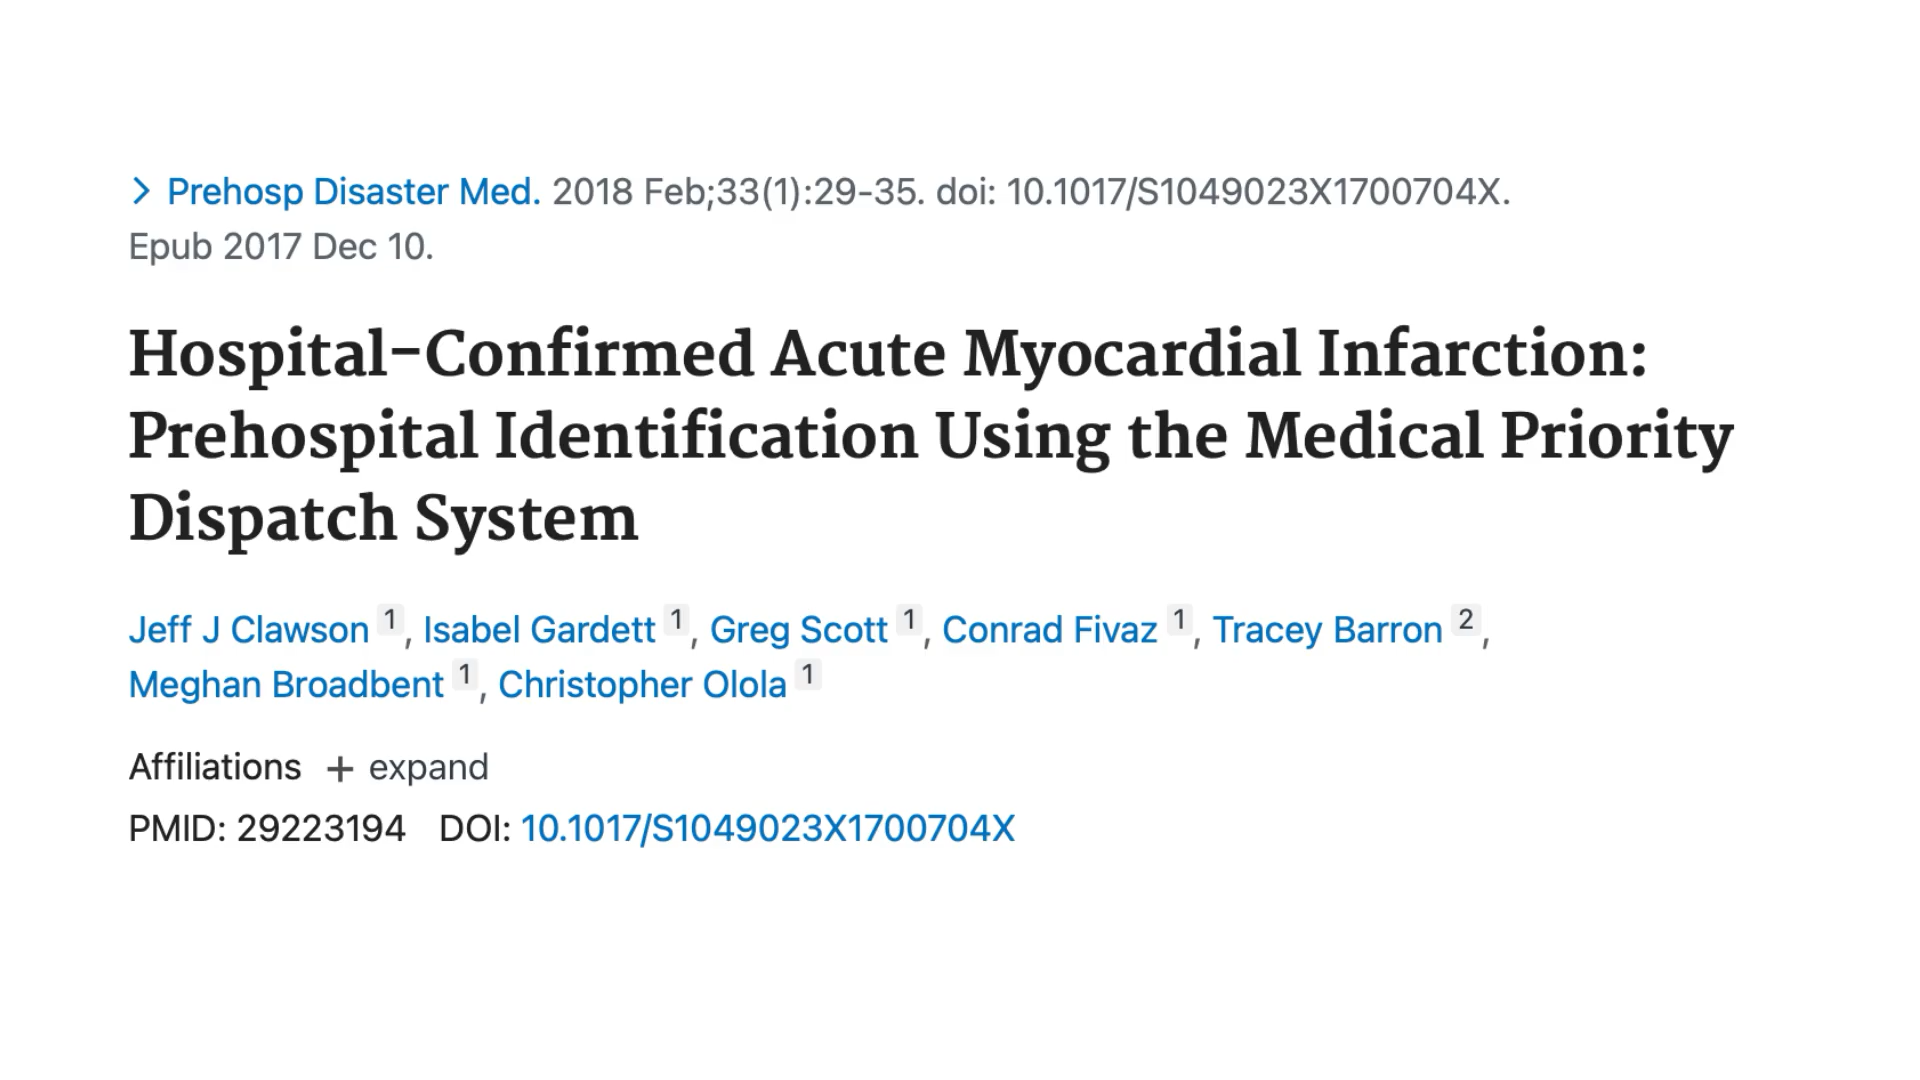 > Prehosp Disaster Med. 2018 Feb;33(1):29-35. doi: 10.1017/S1049023X1700704X.
Epub 2017 Dec 10.
Hospital-Confirmed Acute Myocardial Infarction:
Prehospital Identification Using the Medical Priority
Dispatch System
Jeff J Clawson 1, Isabel Gardett 1, Greg Scott 1, Conrad Fivaz 1, Tracey Barron 2,
Meghan Broadbent 1, Christopher Olola 1
Affiliations + expand
PMID: 29223194 DOI: 10.1017/S1049023X1700704X